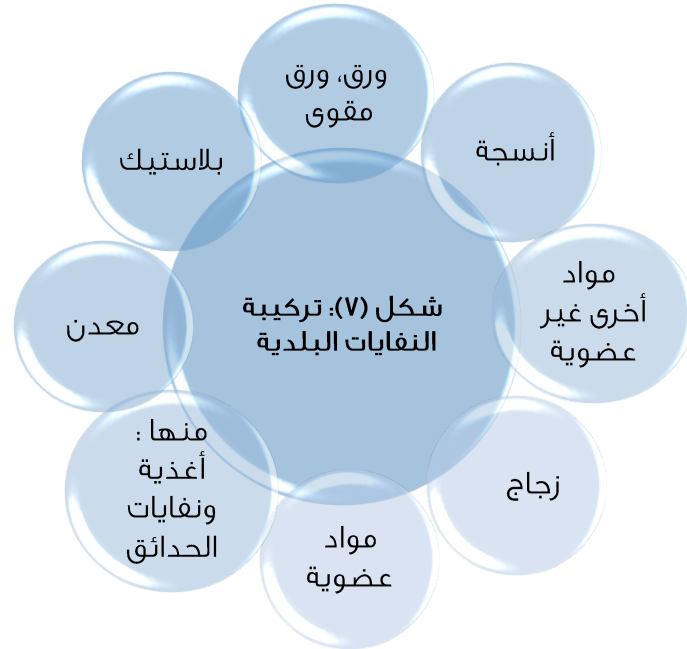 ورق، ورق
مقوى
أنسجة
مواد
أخرى غير
عضوية
زجاج
مواد
عضوية
منها :
أغذية
ونفايات
الحدائق
معدن
بلاستيك
شكل (٧): تركيبة
النفايات البلدية